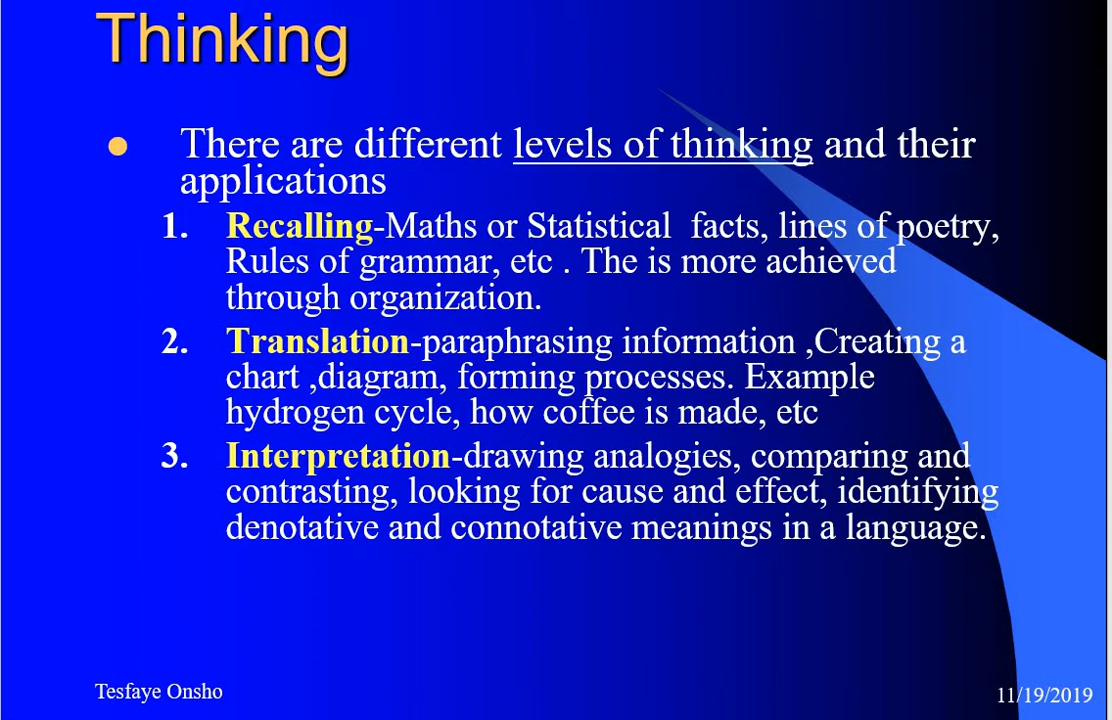 Thinking
There are different levels of thinking and their
applications
1. Recalling-Maths or Statistical facts, lines of poetry,
Rules of grammar, etc . The is more achieved
through organization.
2. Translation-paraphrasing information ,Creating a
chart ,diagram, forming processes. Example
hydrogen cycle, how coffee is made, etc
3. Interpretation-drawing analogies, comparing and
contrasting, looking for cause and effect, identifying
denotative and connotative meanings in a language.
Tesfaye Onsho
11/19/2019